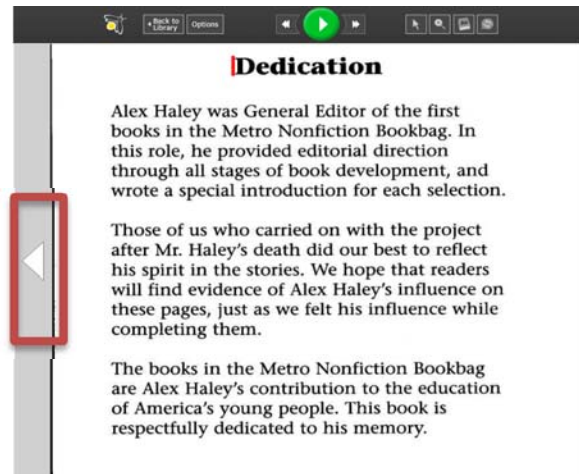 Back to
Library
Options
Dedication
Alex Haley was General Editor of the first
books in the Metro Nonfiction Bookbag. In
this role, he provided editorial direction
through all stages of book development, and
wrote a special introduction for each selection.
Those of us who carried on with the project
after Mr. Haley's death did our best to reflect
his spirit in the stories. We hope that readers
will find evidence of Alex Haley's influence on
these pages, just as we felt his influence while
completing them.
The books in the Metro Nonfiction Bookbag
are Alex Haley's contribution to the education
of America's young people. This book is
respectfully dedicated to his memory.